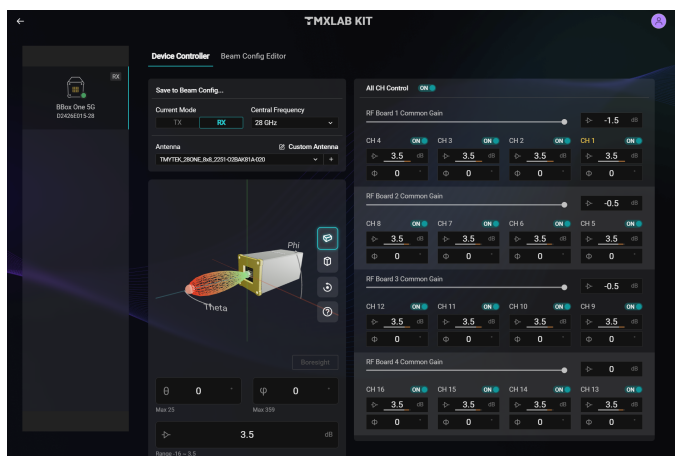 TMXLAB KIT
Device Controller Beam Config Editor
RX
BBox One 5G
D2426E015-28
Save to Beam Config...
Current Mode Central Frequency
TX RX 28 GHz
Antenna Custom Antenna
TMYTEK_28ONE_8x8_2251-02BAK81A-020 +
Phi
Theta
Boresight
θ 0 ° φ 0 °
Max 25 Max 359
3.5 dB
Range -16 ~ 3.5
All CH Control ON
RF Board 1 Common Gain
-1.5 dB
CH 4 ON CH 3 ON CH 2 ON CH 1 ON
3.5 dB 3.5 dB 3.5 dB 3.5 dB
Φ 0 ° Φ 0 ° Φ 0 ° Φ 0 °
RF Board 2 Common Gain
-0.5 dB
CH 8 ON CH 7 ON CH 6 ON CH 5 ON
3.5 dB 3.5 dB 3.5 dB 3.5 dB
Φ 0 ° Φ 0 ° Φ 0 ° Φ 0 °
RF Board 3 Common Gain
-0.5 dB
CH 12 ON CH 11 ON CH 10 ON CH 9 ON
3.5 dB 3.5 dB 3.5 dB 3.5 dB
Φ 0 ° Φ 0 ° Φ 0 ° Φ 0 °
RF Board 4 Common Gain
0 dB
CH 16 ON CH 15 ON CH 14 ON CH 13 ON
3.5 dB 3.5 dB 3.5 dB 3.5 dB
Φ 0 ° Φ 0 ° Φ 0 ° Φ 0 °